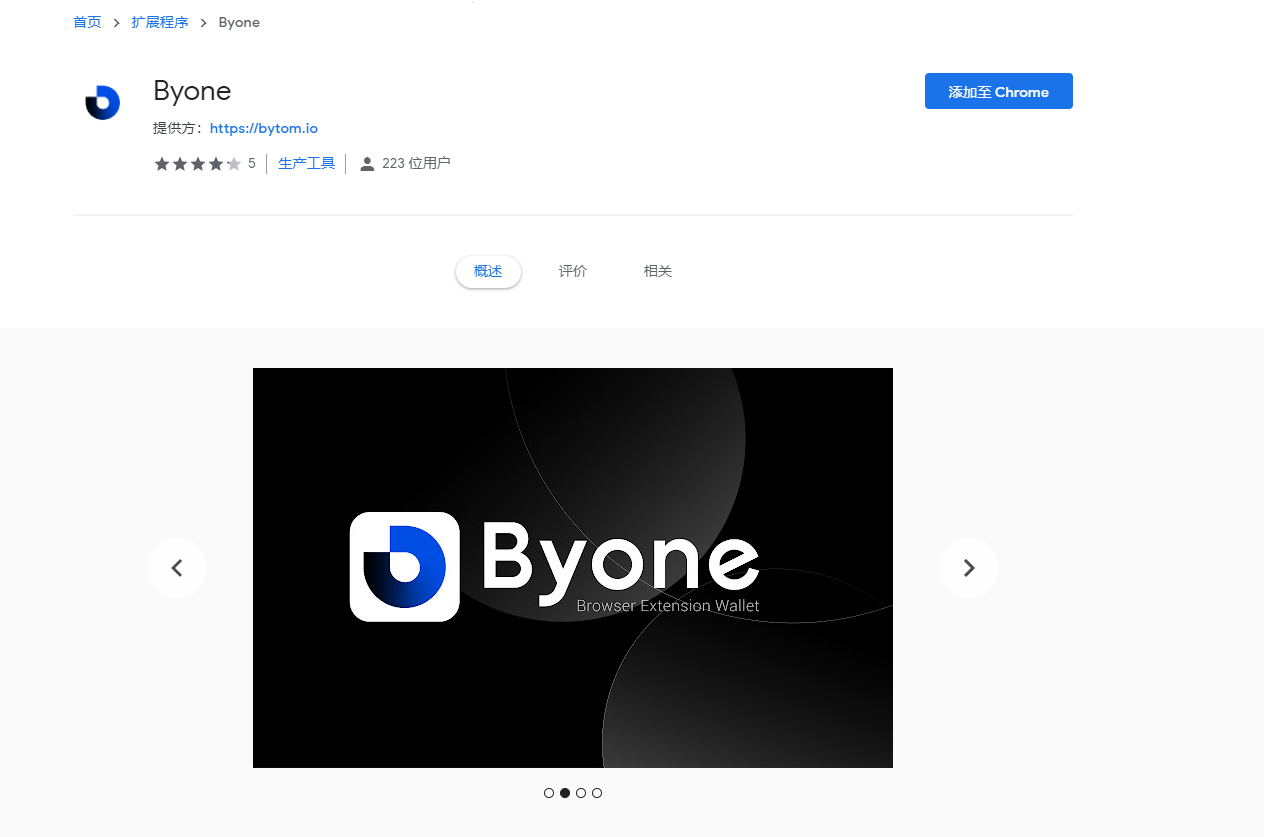 首页 > 扩展程序 > Byone
Byone
添加至 Chrome
提供方：https://bytom.io
5 生产工具 223 位用户
概述 评价 相关
Byone
Browser Extension Wallet